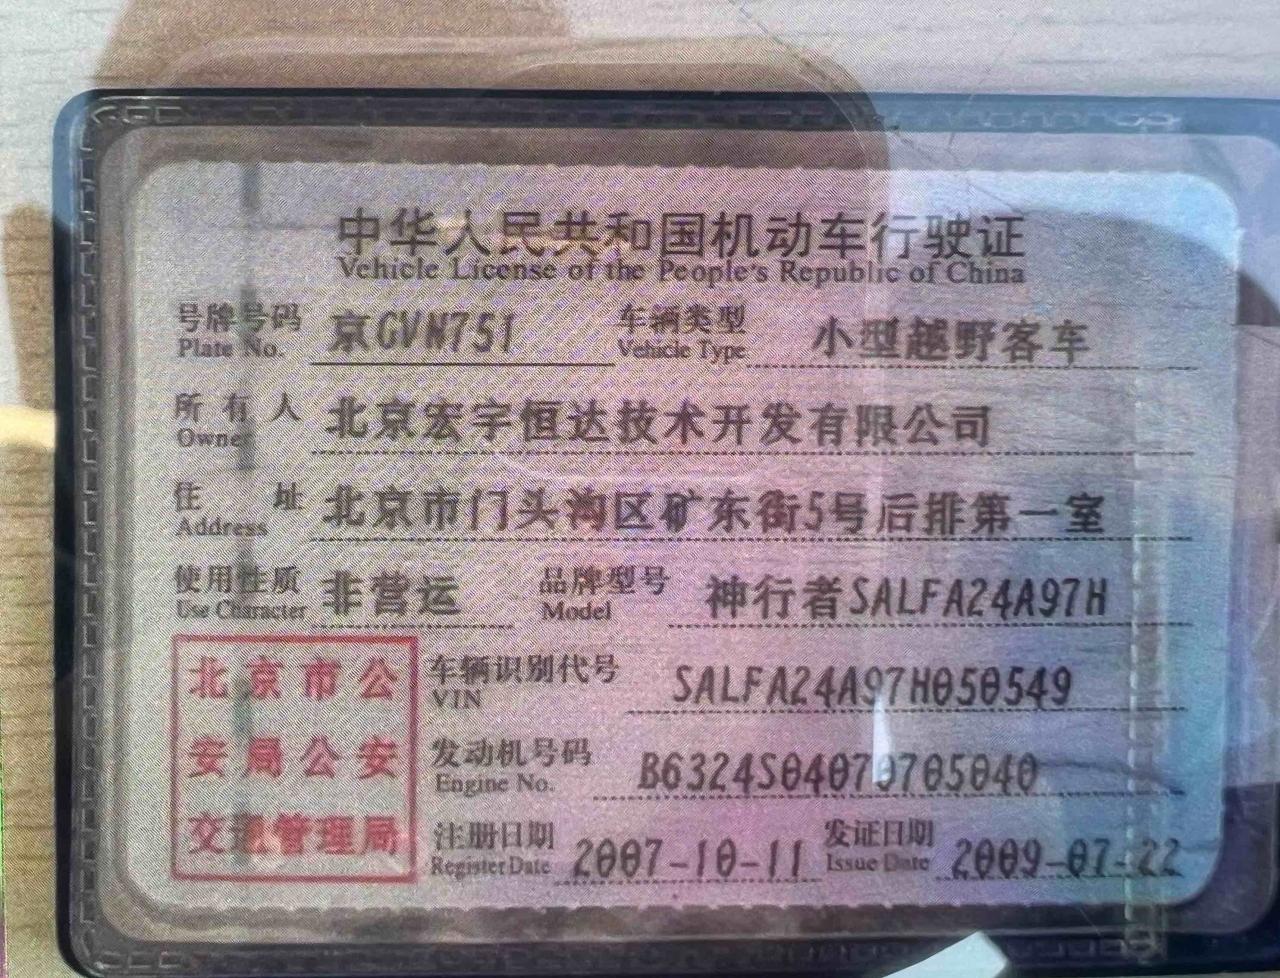 中华人民共和国机动车行驶证
Vehicle License of the People's Republic of China
号牌号码 京GVN751 车辆类型 小型越野客车
Plate No. Vehicle Type
所有人 北京宏宇恒达技术开发有限公司
Owner
住址 北京市门头沟区矿东街5号后排第一室
Address
使用性质 非营运 品牌型号 神行者SALFA24A97H
Use Character Model
车辆识别代号 SALFA24A97H050549
VIN
发动机号码 B6324S04070705040
Engine No.
注册日期 2007-10-11 发证日期 2009-07-22
Register Date Issue Date
北京市公
安局公安
交通管理局